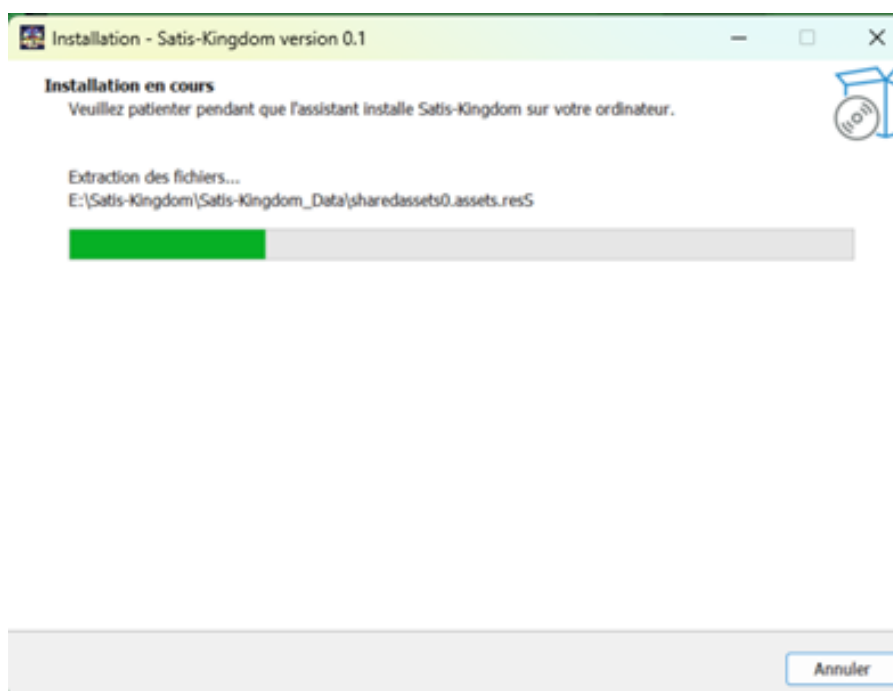 Installation - Satis-Kingdom version 0.1
Installation en cours
Veuillez patienter pendant que l'assistant installe Satis-Kingdom sur votre ordinateur.
Extraction des fichiers...
E:\Satis-Kingdom\Satis-Kingdom_Data\sharedassets0.assets.resS
Annuler